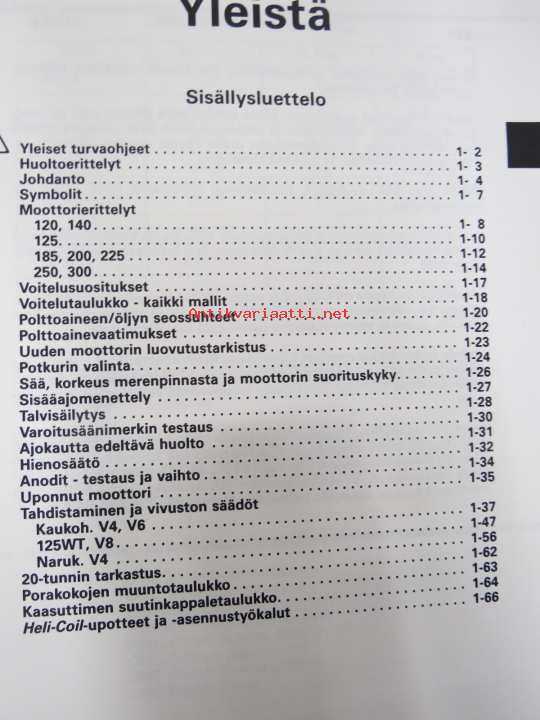 Yleistä
Sisällysluettelo
Yleiset turvaohjeet . . . . . . . . . . 1- 2
Huoltoerittelyt . . . . . . . . . . 1- 3
Johdanto . . . . . . . . . . 1- 4
Symbolit . . . . . . . . . . 1- 7
Moottorierittelyt
120, 140 . . . . . . . . . . 1- 8
125 . . . . . . . . . . 1-10
185, 200, 225 . . . . . . . . . . 1-12
250, 300 . . . . . . . . . . 1-14
Voitelusuositukset . . . . . . . . . . 1-17
Voitelutaulukko - kaikki mallit . . . . . . . . . . 1-18
Polttoaineen/öljyn seossuhteet . . . . . . . . . . 1-20
Antikvariaatti.net
Polttoainevaatimukset . . . . . . . . . . 1-22
Uuden moottorin luovutustarkistus . . . . . . . . . . 1-23
Potkurin valinta . . . . . . . . . . 1-24
Sää, korkeus merenpinnasta ja moottorin suorituskyky . . . . . . . . . . 1-26
Sisääajomenettely . . . . . . . . . . 1-27
Talvisäilytys . . . . . . . . . . 1-28
Varoitusäänimerkin testaus . . . . . . . . . . 1-30
Ajokautta edeltävä huolto . . . . . . . . . . 1-31
Hienosäätö . . . . . . . . . . 1-32
Anodit - testaus ja vaihto . . . . . . . . . . 1-34
Uponnut moottori . . . . . . . . . . 1-35
Tahdistaminen ja vivuston säädöt
Kaukoh. V4, V6 . . . . . . . . . . 1-37
125WT, V8 . . . . . . . . . . 1-47
Naruk. V4 . . . . . . . . . . 1-56
20-tunnin tarkastus . . . . . . . . . . 1-62
Porakokojen muuntotaulukko . . . . . . . . . . 1-63
Kaasuttimen suutinkappaletaulukko . . . . . . . . . . 1-64
Heli-Coil-upotteet ja -asennustyökalut . . . . . . . . . . 1-66